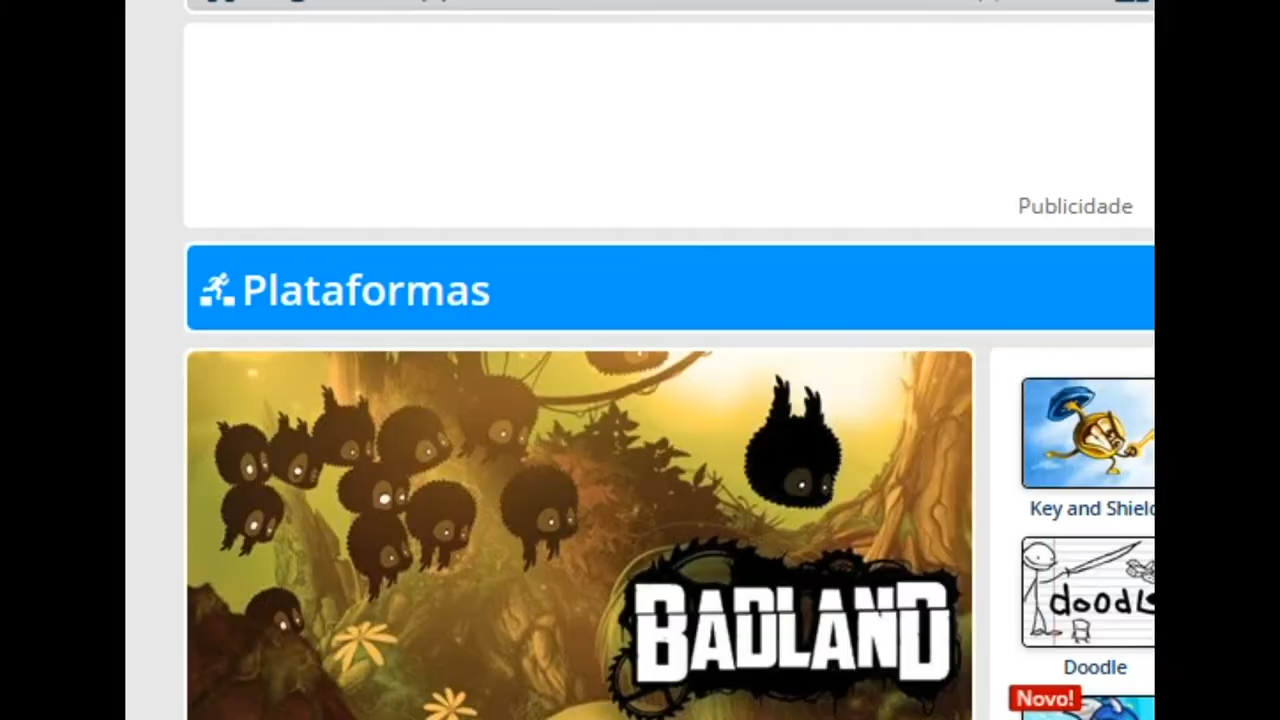 Publicidade
Plataformas
BADLAND
Key and Shield
Doodle
doodle
Novo!